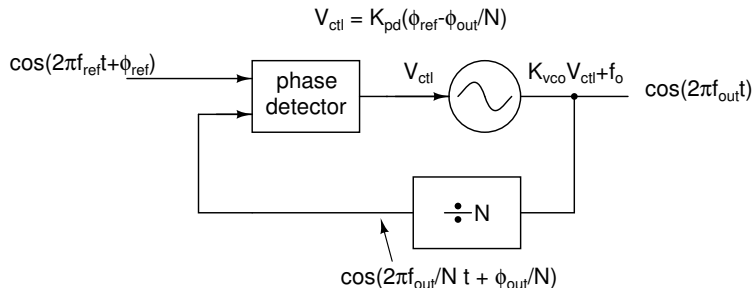 V_ctl = K_pd(ϕ_ref-ϕ_out/N)
cos(2πf_ref t+ϕ_ref)
phase
detector
V_ctl
K_vco V_ctl+f_o
cos(2πf_out t)
÷ N
cos(2πf_out/N t + ϕ_out/N)